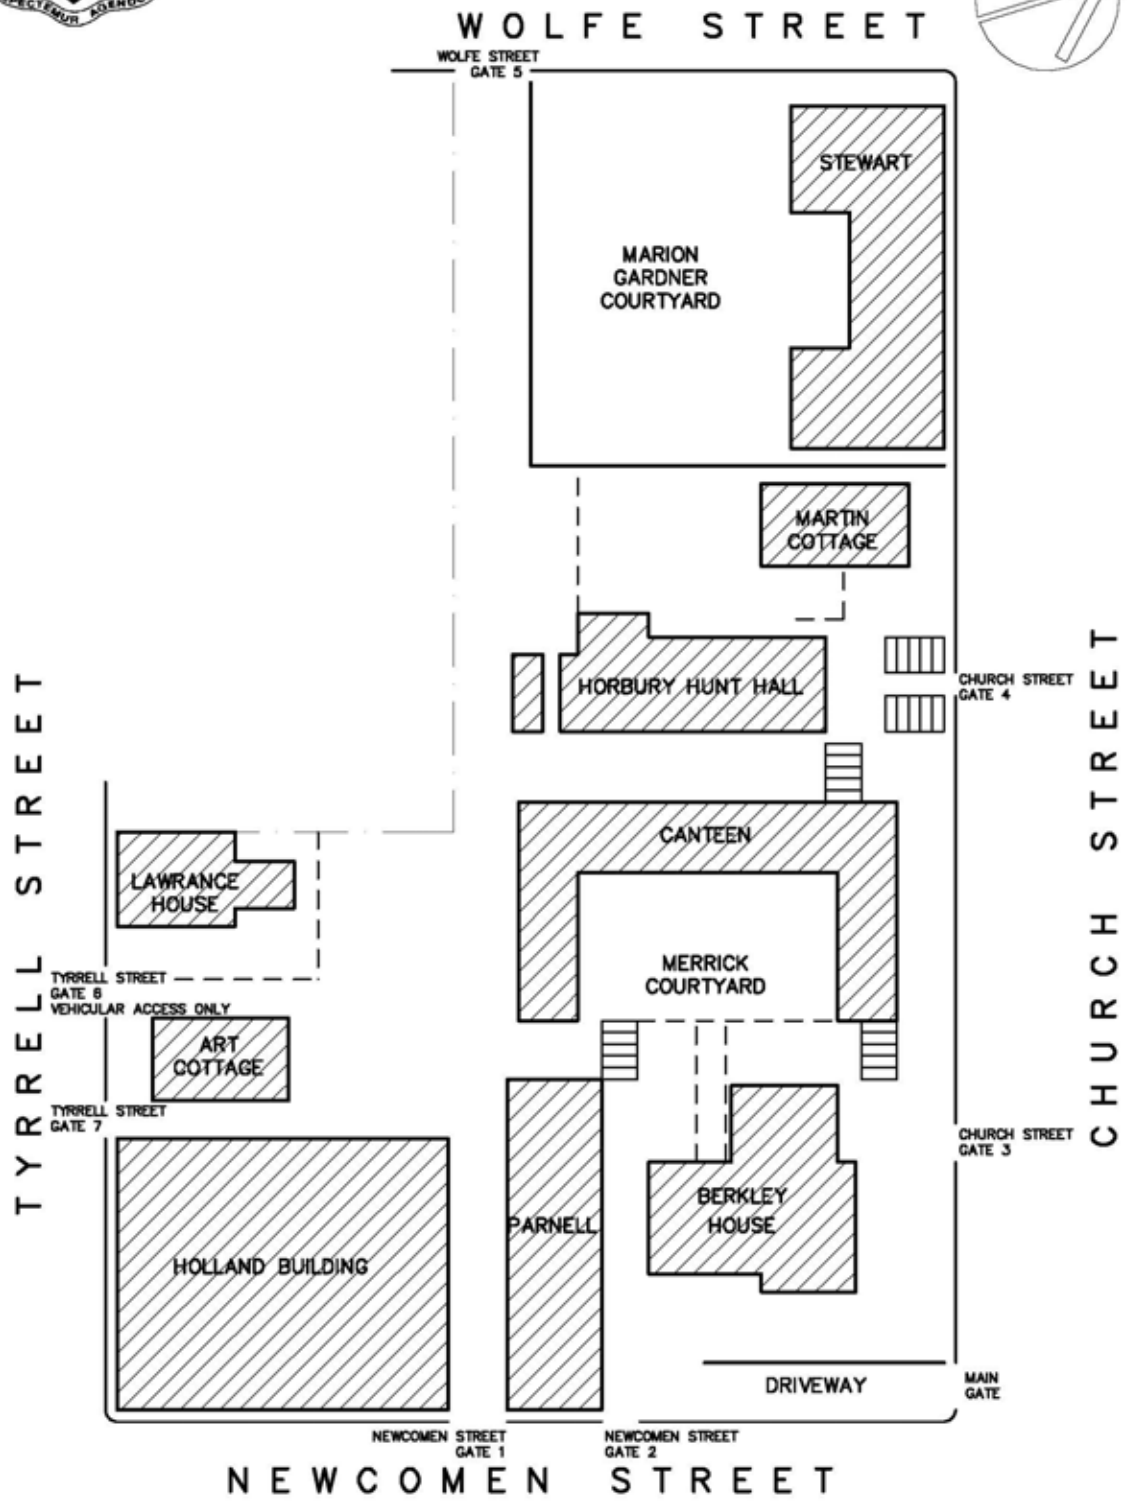 SPECTEMUR AGENDO
WOLFE STREET
WOLFE STREET
GATE 5
STEWART
MARION
GARDNER
COURTYARD
MARTIN
COTTAGE
HORBURY HUNT HALL
CHURCH STREET
GATE 4
CANTEEN
LAWRANCE
HOUSE
MERRICK
COURTYARD
TYRRELL STREET
GATE 6
VEHICULAR ACCESS ONLY
ART
COTTAGE
TYRRELL STREET
GATE 7
CHURCH STREET
GATE 3
BERKLEY
HOUSE
PARNELL
HOLLAND BUILDING
DRIVEWAY
MAIN
GATE
NEWCOMEN STREET
GATE 1
NEWCOMEN STREET
GATE 2
NEWCOMEN STREET
TYRRELL STREET
CHURCH STREET